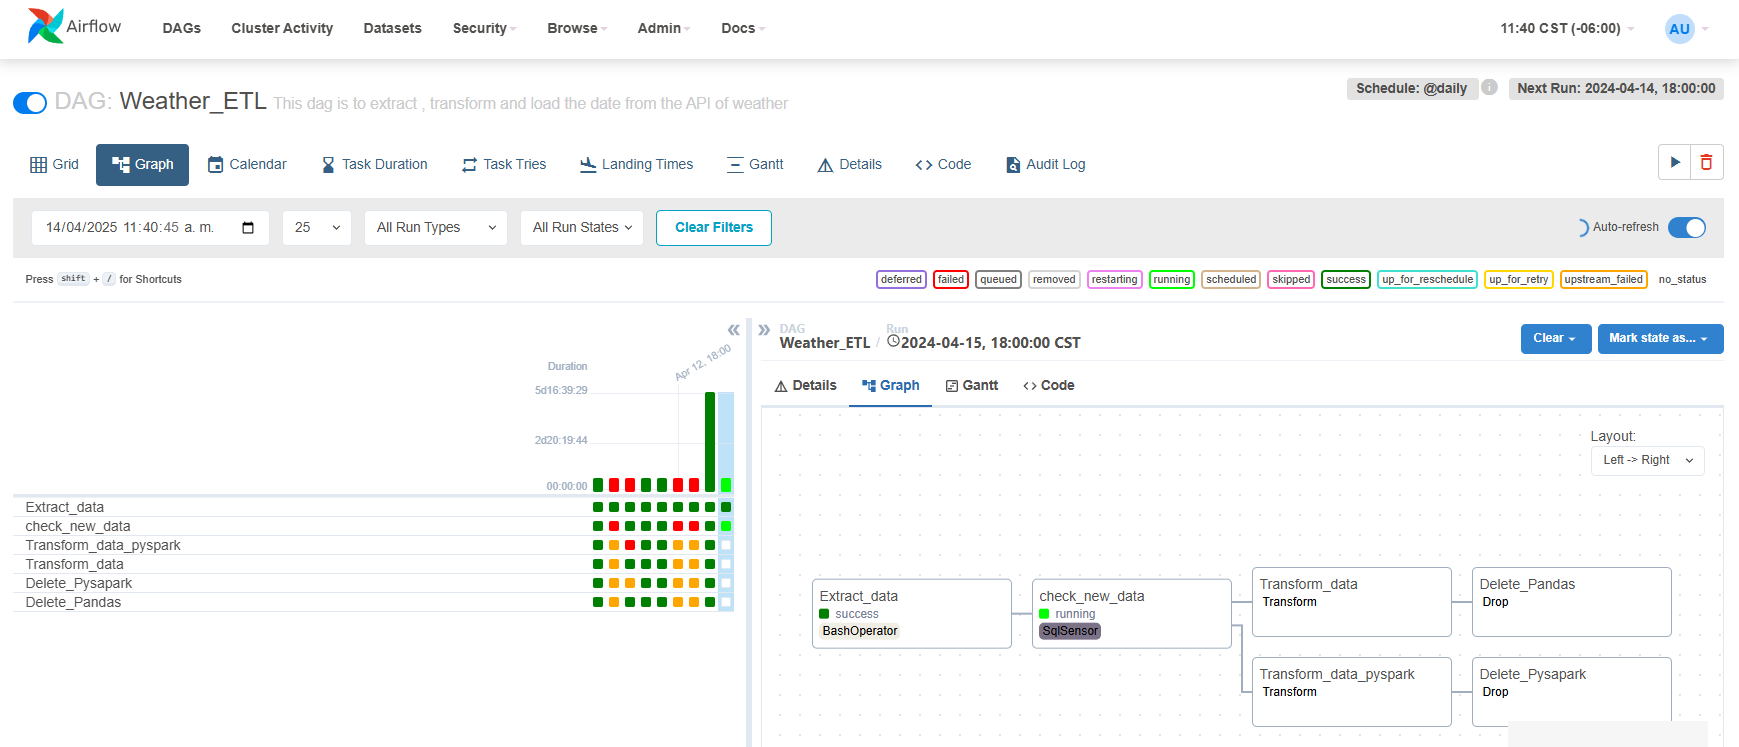 Airflow DAGs Cluster Activity Datasets Security Browse Admin Docs 11:40 CST (-06:00) AU
DAG: Weather_ETL This dag is to extract , transform and load the date from the API of weather
Schedule: @daily i Next Run: 2024-04-14, 18:00:00
Grid Graph Calendar Task Duration Task Tries Landing Times Gantt Details Code Audit Log
14/04/2025 11:40:45 a. m. 25 All Run Types All Run States Clear Filters Auto-refresh
Press shift + / for Shortcuts
deferred failed queued removed restarting running scheduled skipped success up_for_reschedule up_for_retry upstream_failed no_status
Apr 12, 18:00
Duration
5d16:39:29
2d20:19:44
00:00:00
Extract_data
check_new_data
Transform_data_pyspark
Transform_data
Delete_Pysapark
Delete_Pandas
DAG Run
Weather_ETL / 2024-04-15, 18:00:00 CST
Clear Mark state as...
Details Graph Gantt Code
Layout:
Left -> Right
Extract_data
success
BashOperator
check_new_data
running
SqlSensor
Transform_data
Transform
Delete_Pandas
Drop
Transform_data_pyspark
Transform
Delete_Pysapark
Drop